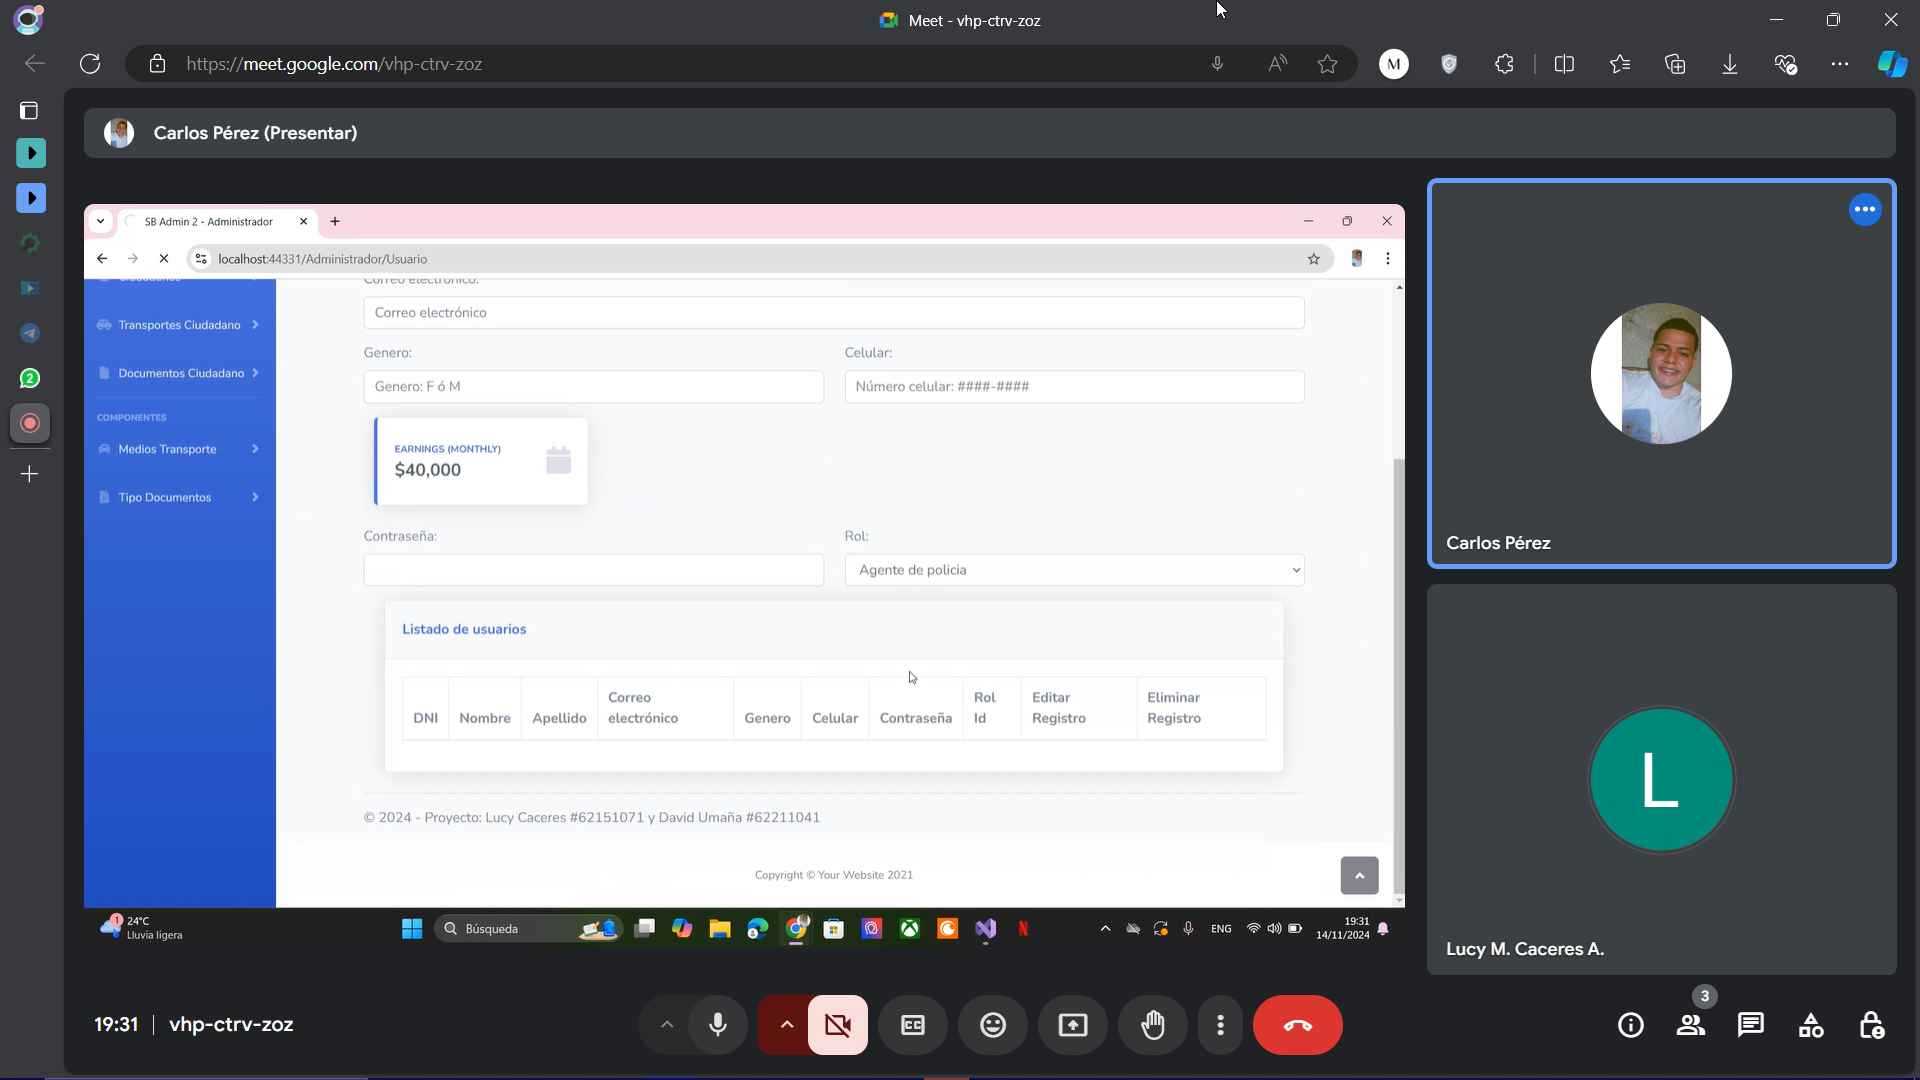 Meet - vhp-ctrv-zoz
https://meet.google.com/vhp-ctrv-zoz
M
Carlos Pérez (Presentar)
SB Admin 2 - Administrador
localhost:44331/Administrador/Usuario
Correo electrónico:
Correo electrónico
Transportes Ciudadano
Genero:
Celular:
Documentos Ciudadano
Genero: F ó M
Número celular: ####-####
COMPONENTES
Medios Transporte
EARNINGS (MONTHLY)
$40,000
Tipo Documentos
Contraseña:
Rol:
Agente de policia
Listado de usuarios
DNI
Nombre
Apellido
Correo
electrónico
Genero
Celular
Contraseña
Rol
Id
Editar
Registro
Eliminar
Registro
© 2024 - Proyecto: Lucy Caceres #62151071 y David Umaña #62211041
Copyright © Your Website 2021
1
24°C
Lluvia ligera
Búsqueda
ENG
19:31
14/11/2024
Carlos Pérez
L
Lucy M. Caceres A.
2
19:31
vhp-ctrv-zoz
3